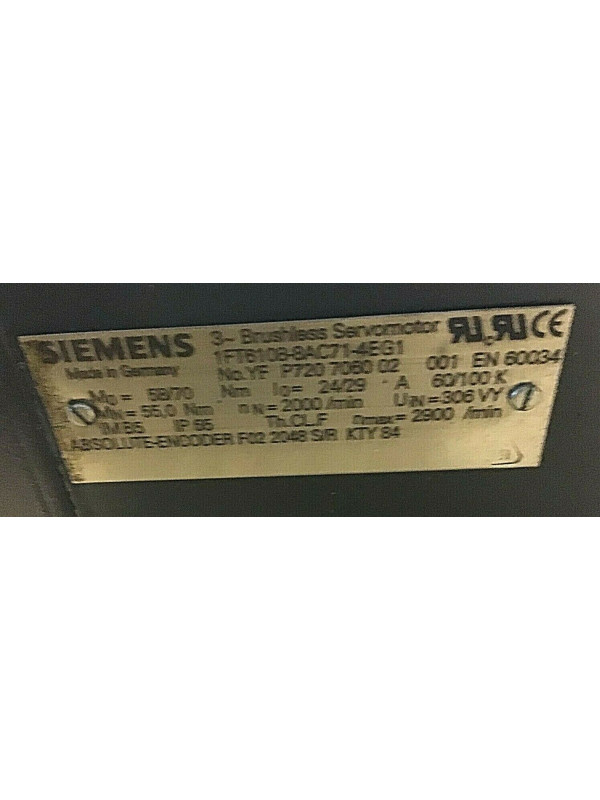 SIEMENS 3~ Brushless Servomotor
1FT6108-8AC71-4EG1
Made in Germany No.YF P720 7060 02 001 EN 60034
M0 = 58/70 Nm I0= 24/29 A 60/100 K
MN= 55,0 Nm nN= 2000 /min UIN=306 VY
IM B5 IP 65 Th.Cl.F nmax= 2900 /min
ABSOLUTE-ENCODER F02 2048 S/R KTY 84